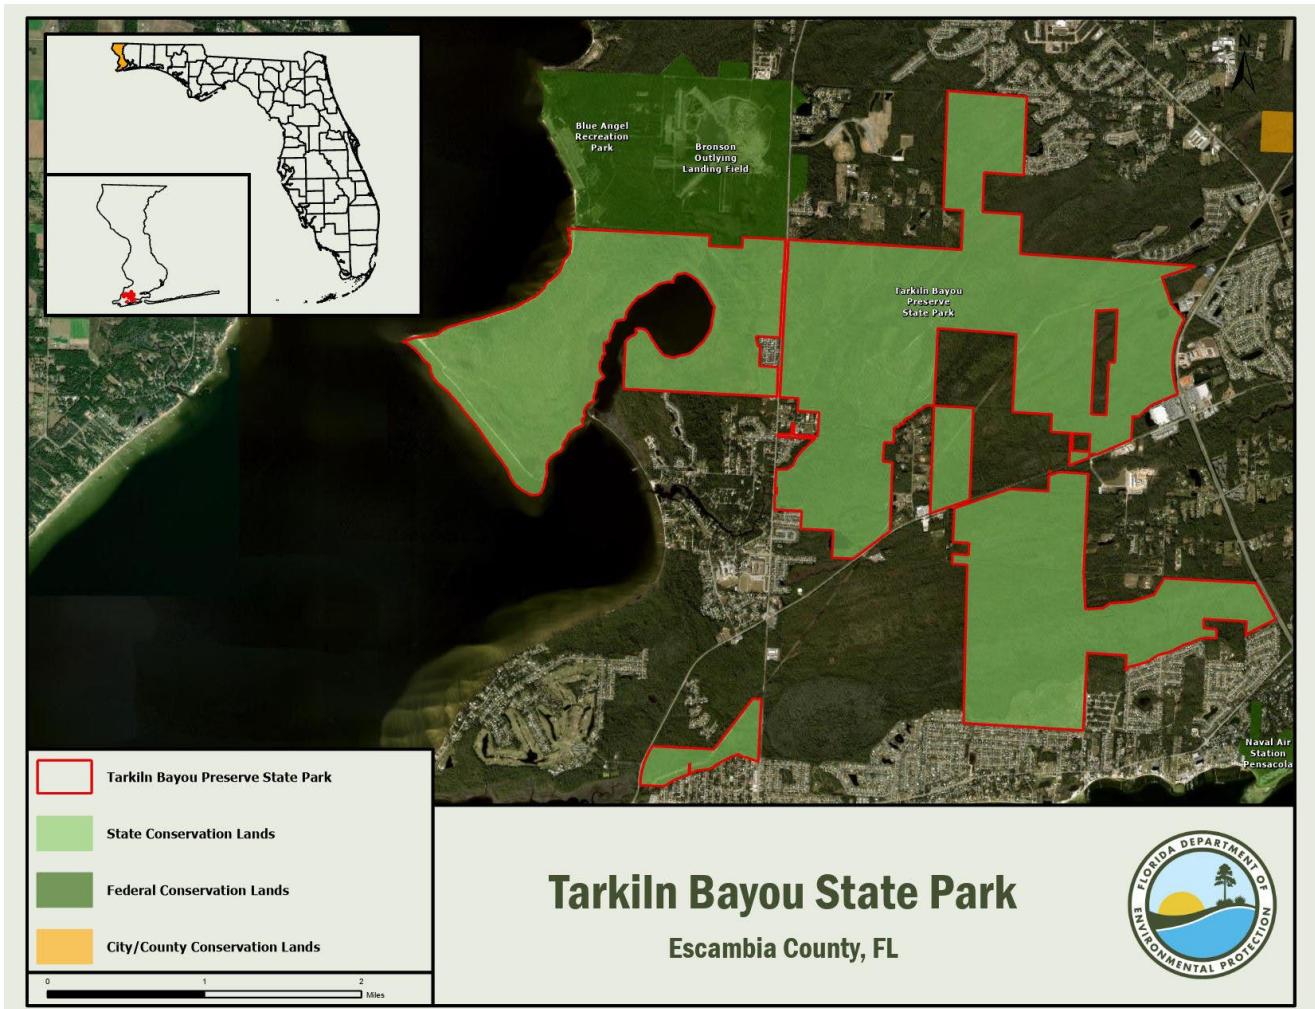 N
Blue Angel
Recreation
Park
Bronson
Outlying
Landing Field
Tarkiln Bayou
Preserve
State Park
Naval Air
Station
Pensacola
Tarkiln Bayou Preserve State Park
State Conservation Lands
Federal Conservation Lands
City/County Conservation Lands
0 1 2
Miles
Tarkiln Bayou State Park
Escambia County, FL
FLORIDA DEPARTMENT OF
ENVIRONMENTAL PROTECTION